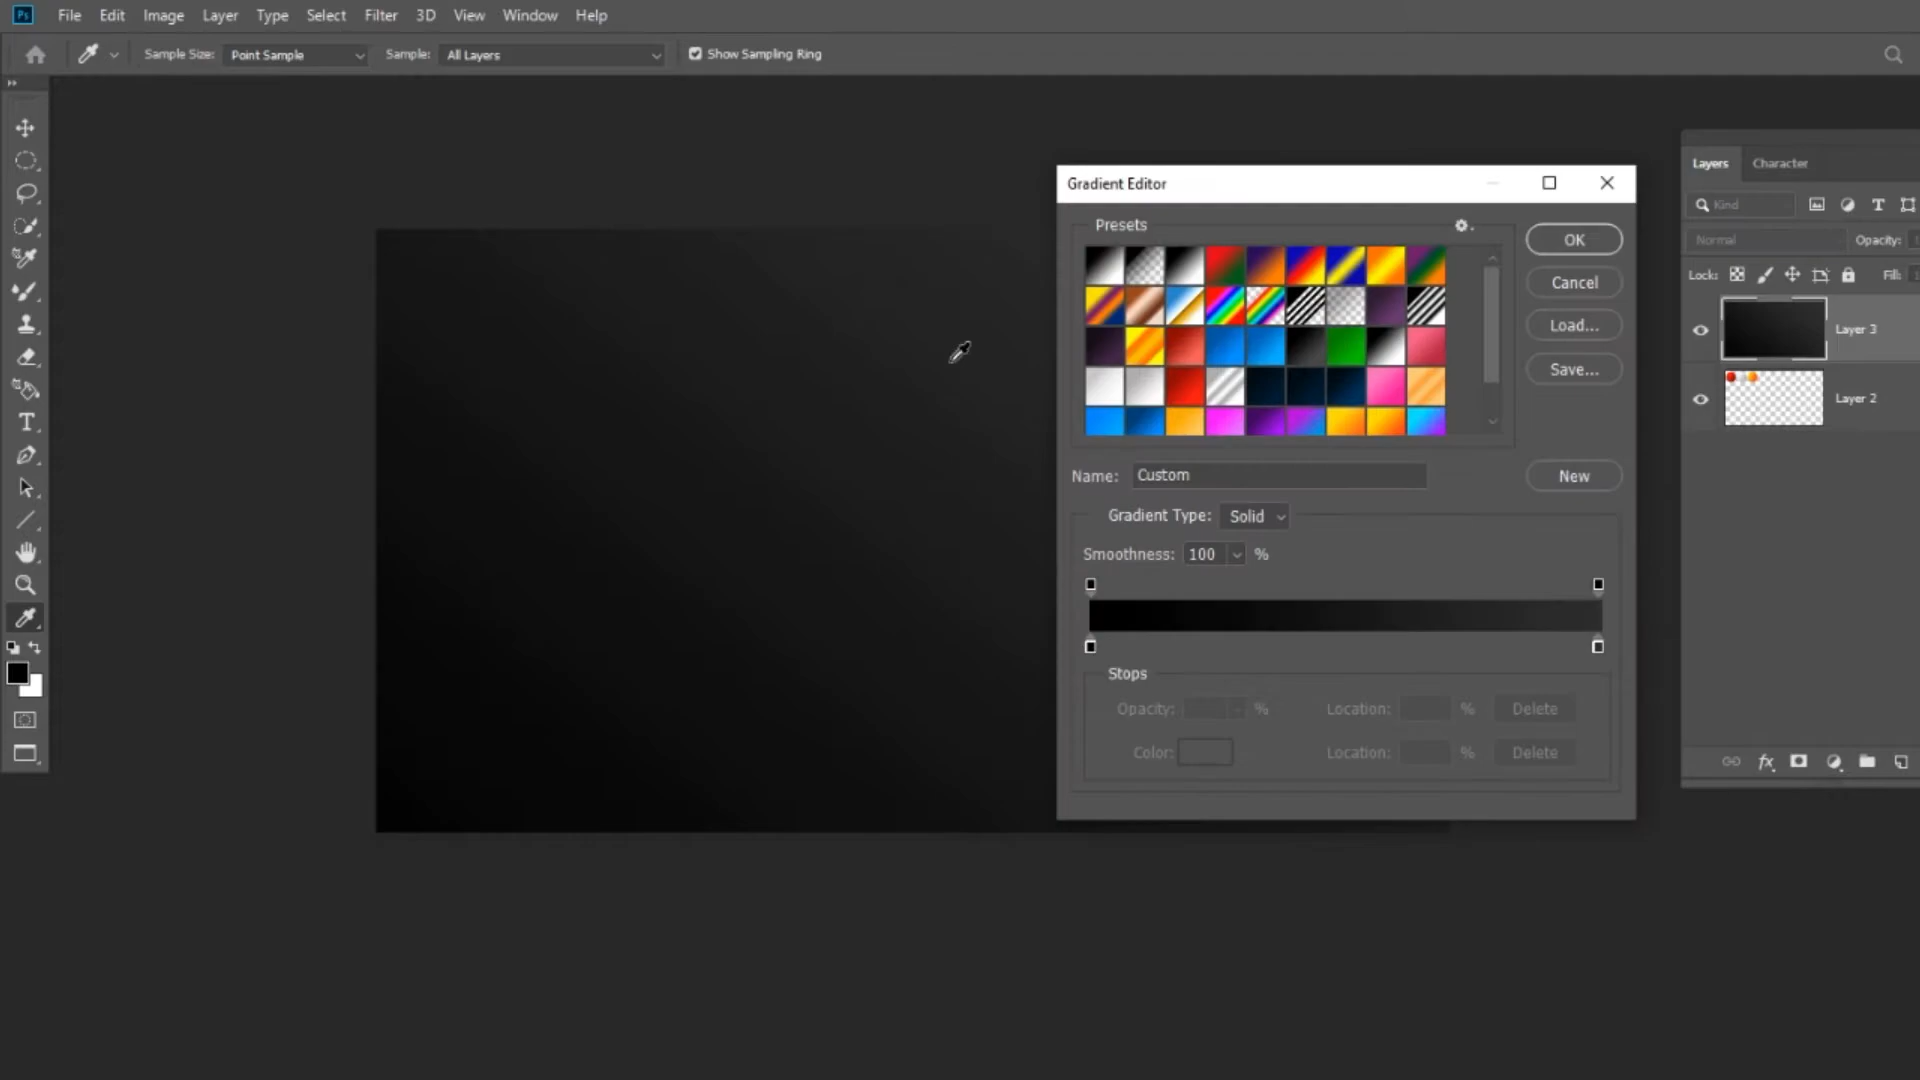 Ps File Edit Image Layer Type Select Filter 3D View Window Help
Sample Size: Point Sample Sample: All Layers Show Sampling Ring
Layers Character
Kind
Normal Opacity:
Lock: Fill:
Layer 3
Layer 2
Gradient Editor
Presets
OK
Cancel
Load...
Save...
Name: Custom New
Gradient Type: Solid
Smoothness: 100 %
Stops
Opacity: % Location: % Delete
Color: Location: % Delete